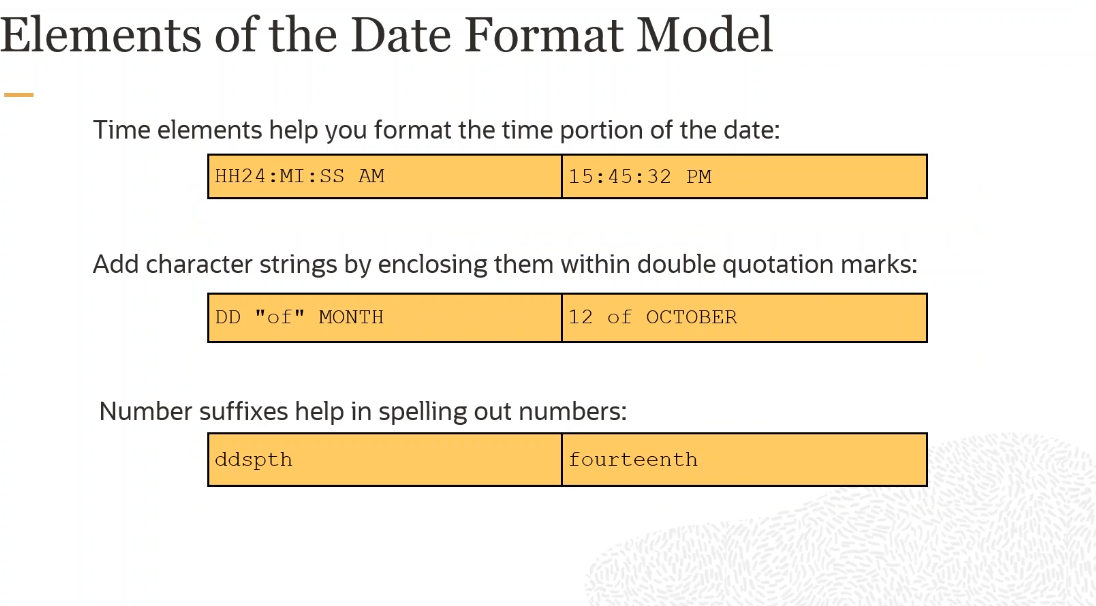 Elements of the Date Format Model
Time elements help you format the time portion of the date:
HH24:MI:SS AM 15:45:32 PM
Add character strings by enclosing them within double quotation marks:
DD "of" MONTH 12 of OCTOBER
Number suffixes help in spelling out numbers:
ddspth fourteenth